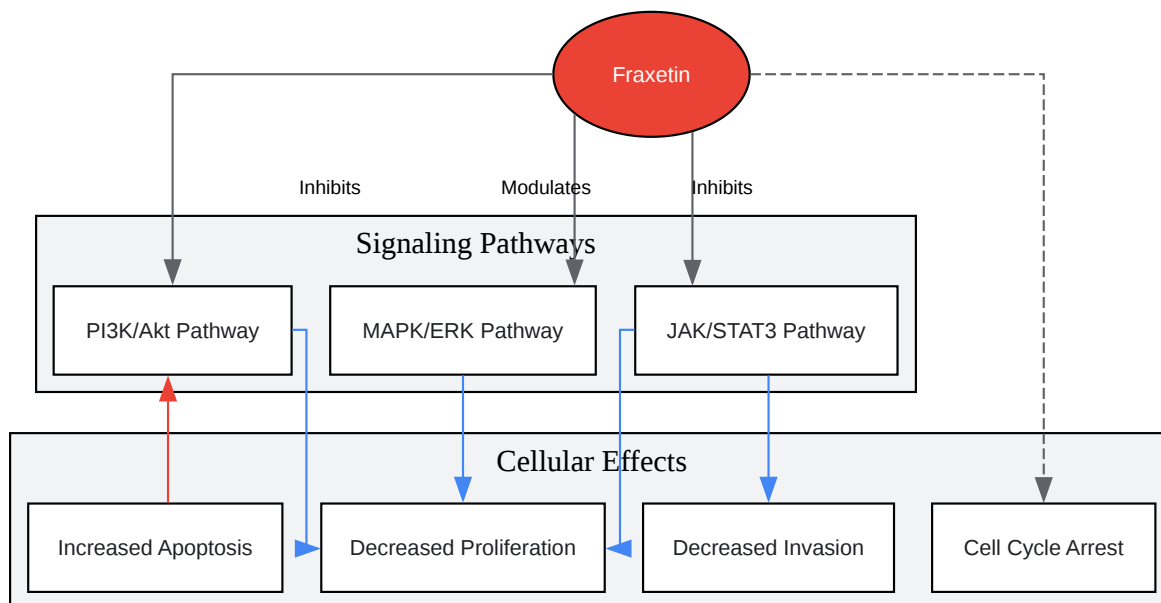 Fraxetin
Inhibits
Modulates
Inhibits
Signaling Pathways
PI3K/Akt Pathway
MAPK/ERK Pathway
JAK/STAT3 Pathway
Cellular Effects
Increased Apoptosis
Decreased Proliferation
Decreased Invasion
Cell Cycle Arrest